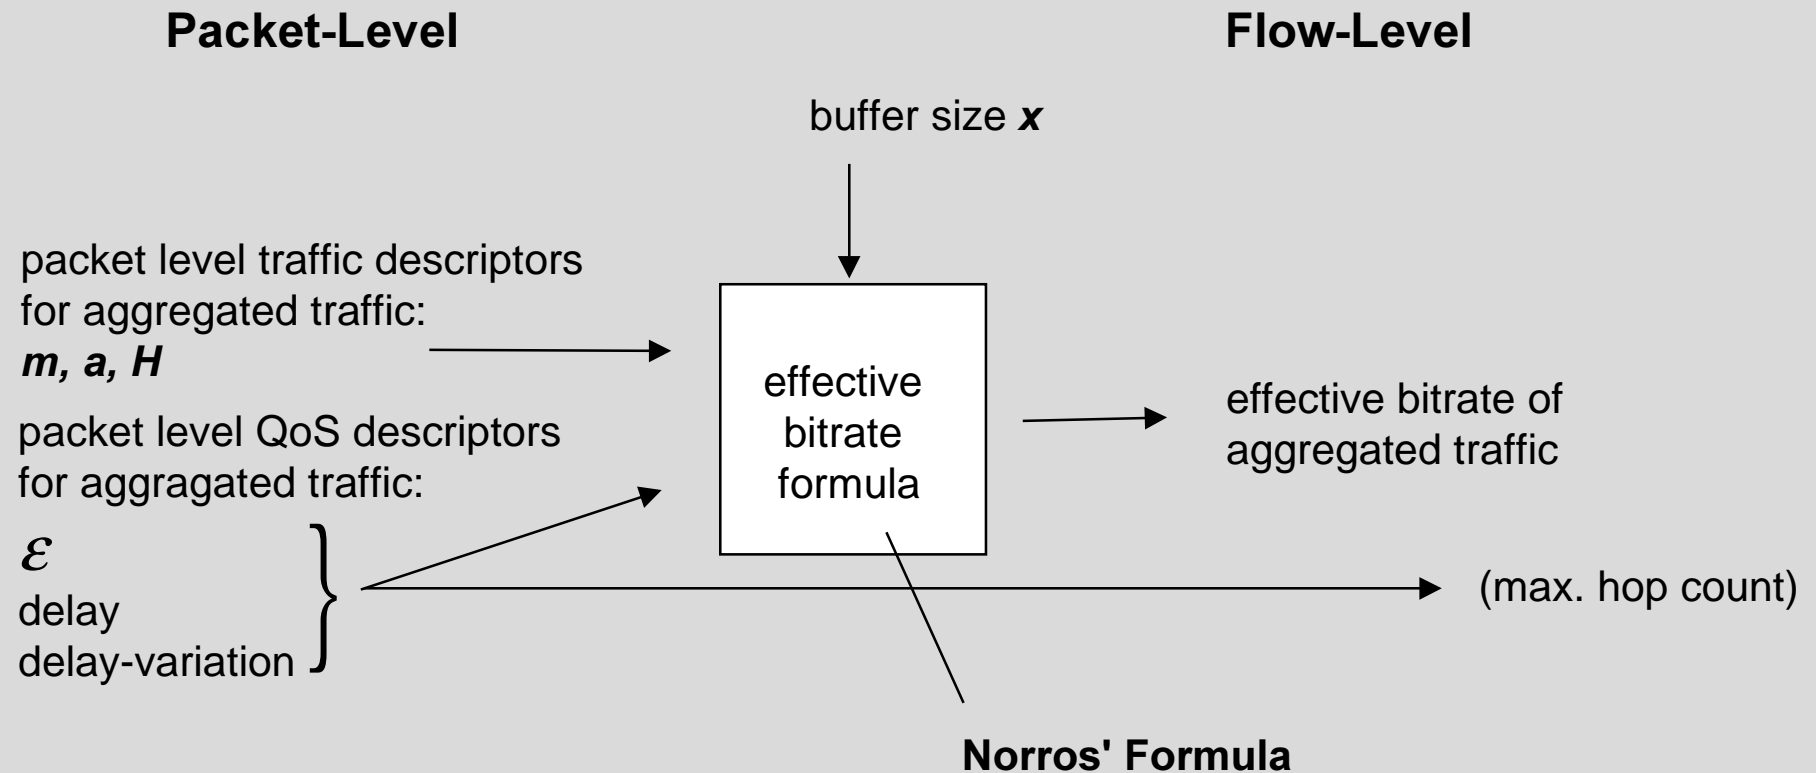 Packet-Level
Flow-Level
buffer size x
packet level traffic descriptors
for aggregated traffic:
m, a, H
packet level QoS descriptors
for aggragated traffic:
ε
delay
delay-variation
effective
bitrate
formula
effective bitrate of
aggregated traffic
(max. hop count)
Norros' Formula